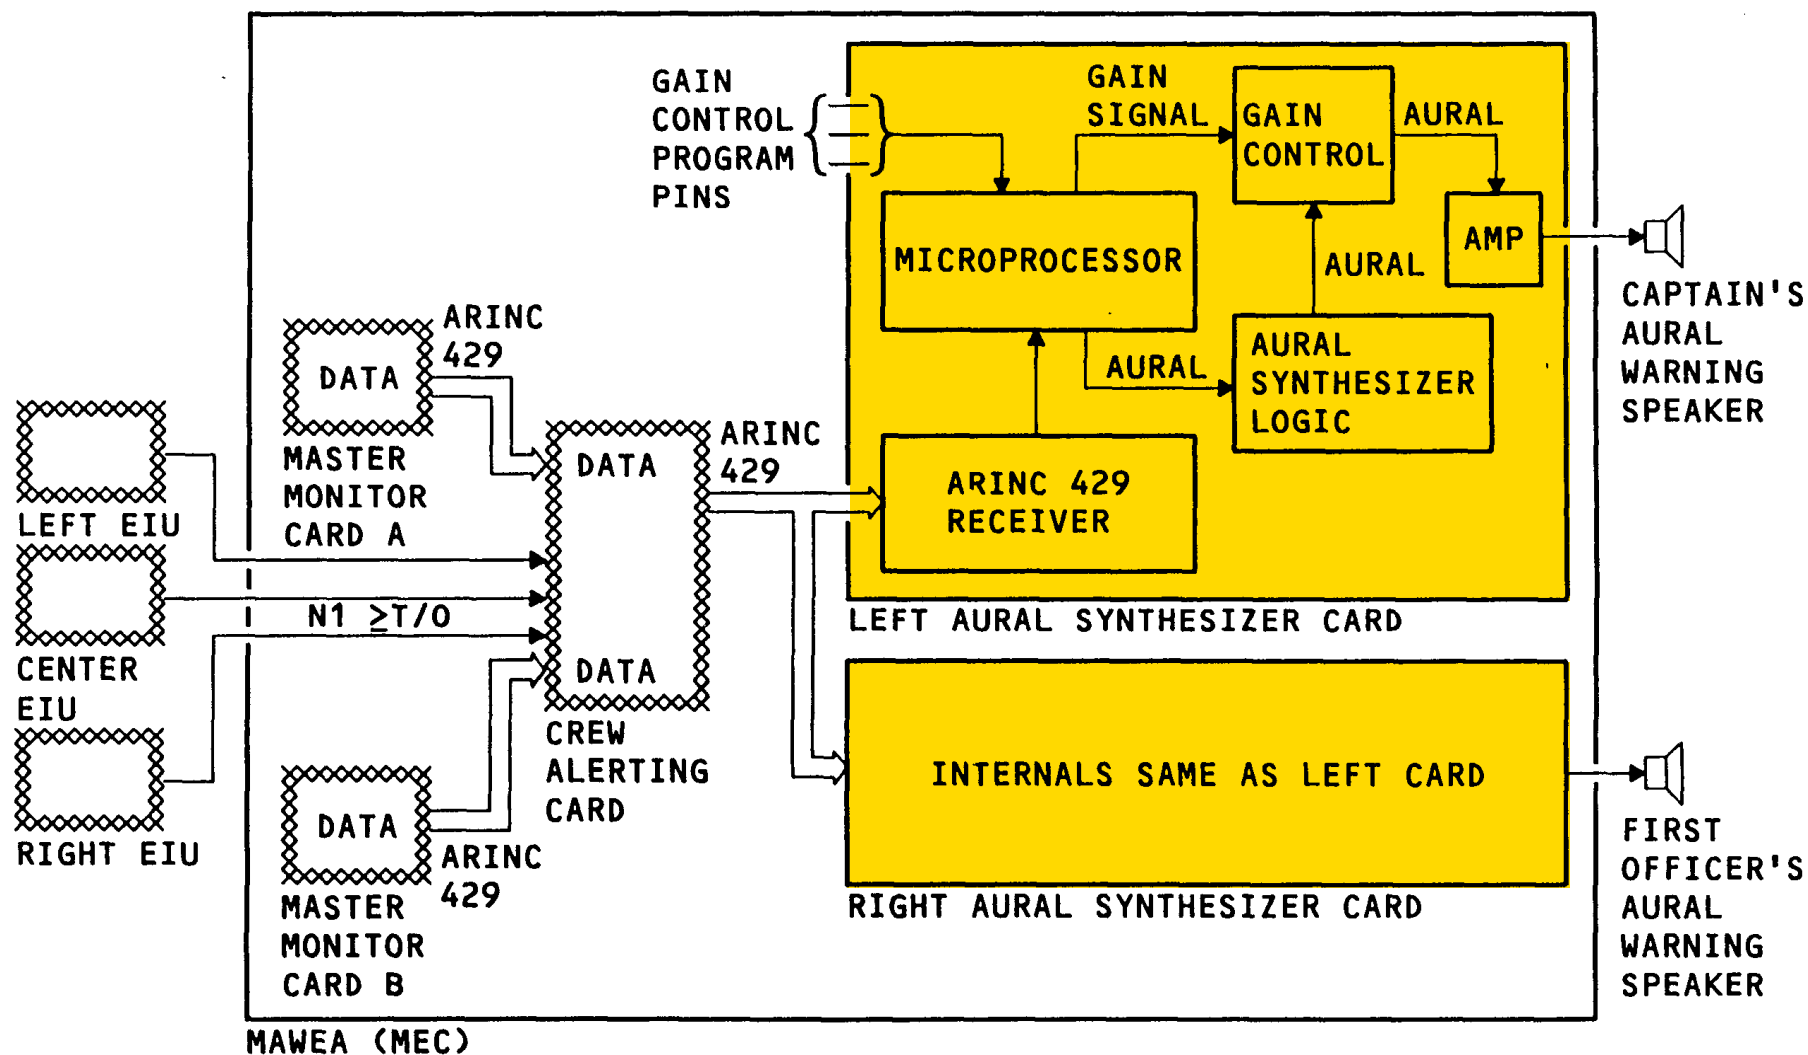 GAIN
CONTROL
PROGRAM
PINS
GAIN
SIGNAL
GAIN
CONTROL
AURAL
AMP
MICROPROCESSOR
AURAL
CAPTAIN'S
AURAL
WARNING
SPEAKER
AURAL
AURAL
SYNTHESIZER
LOGIC
ARINC 429
RECEIVER
LEFT AURAL SYNTHESIZER CARD
ARINC
429
DATA
MASTER
MONITOR
CARD A
LEFT EIU
CENTER
EIU
RIGHT EIU
N1 ≥T/O
DATA
DATA
CREW
ALERTING
CARD
ARINC
429
DATA
ARINC
429
MASTER
MONITOR
CARD B
INTERNALS SAME AS LEFT CARD
RIGHT AURAL SYNTHESIZER CARD
FIRST
OFFICER'S
AURAL
WARNING
SPEAKER
MAWEA (MEC)